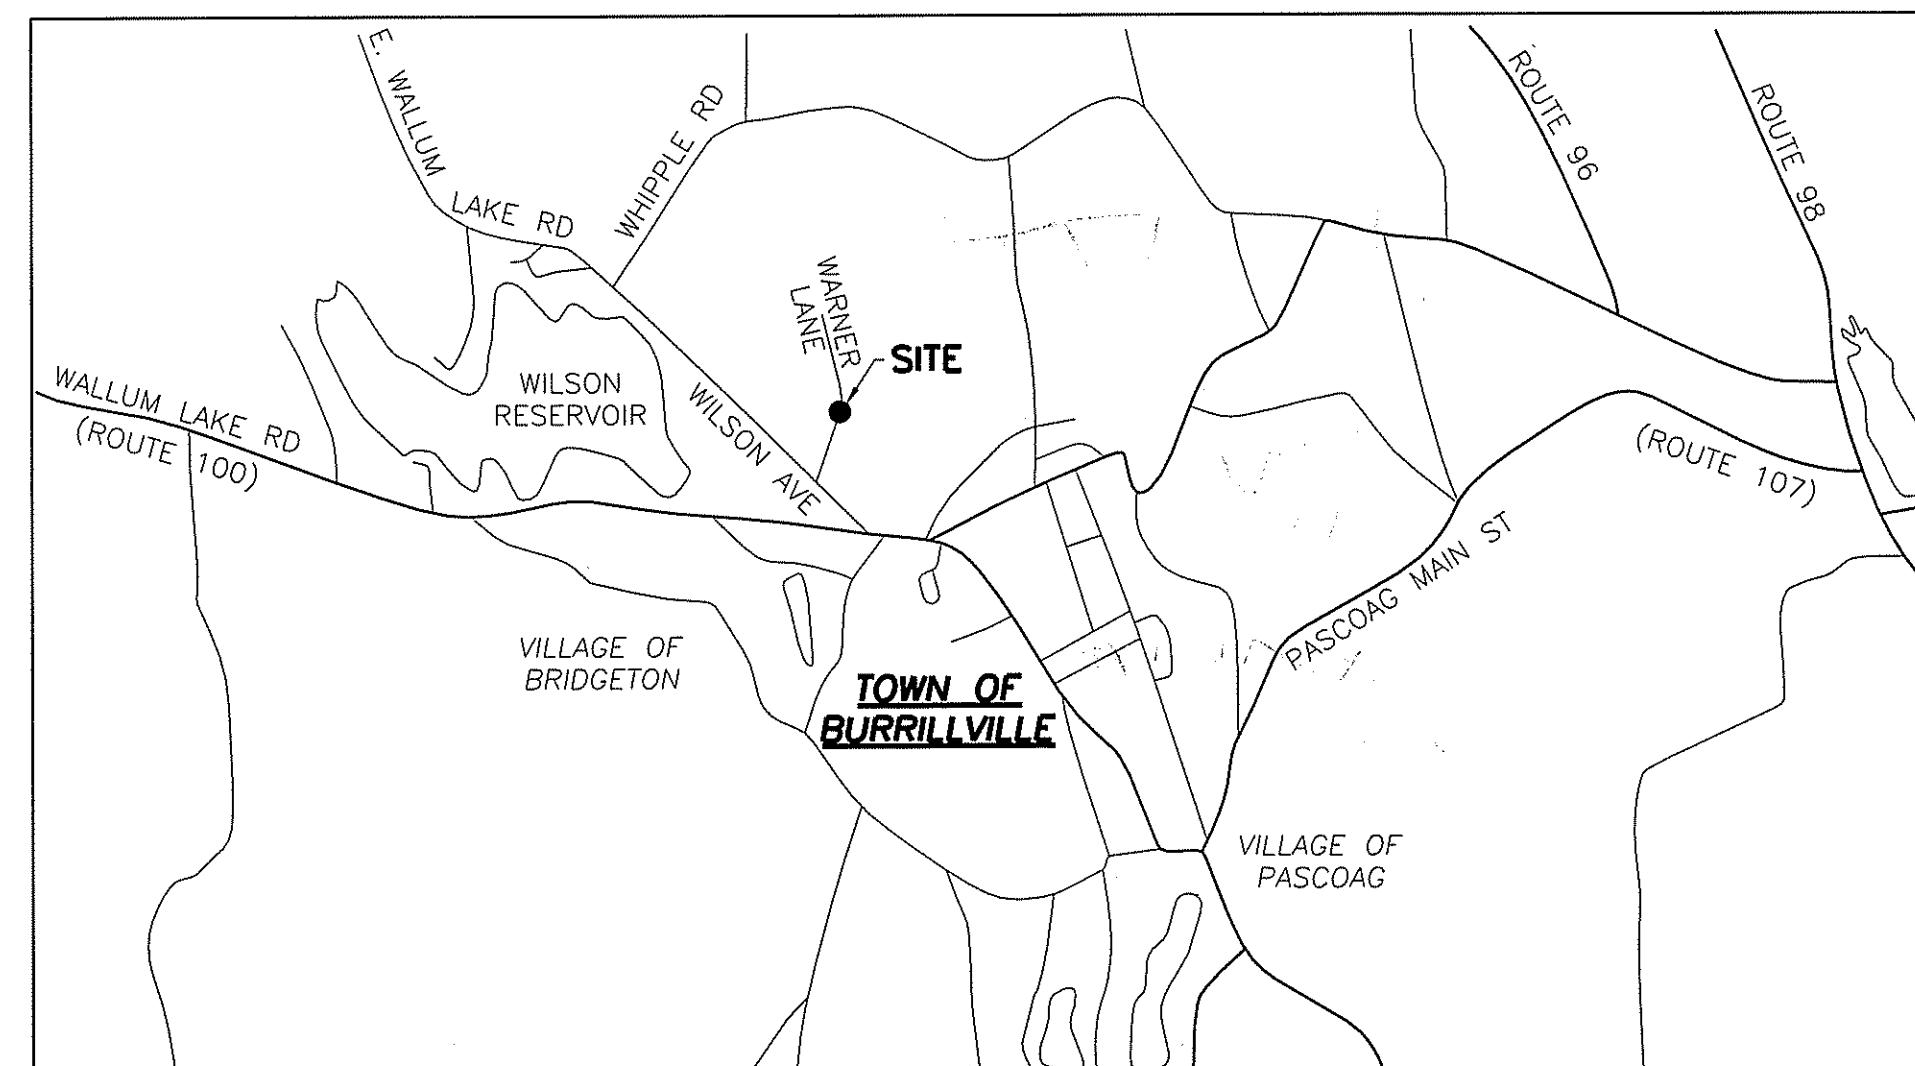 E. WALLUM
LAKE RD
WHIPPLE RD
ROUTE 96
ROUTE 98
WARNER
LANE
SITE
WILSON
RESERVOIR
WILSON AVE
WALLUM LAKE RD
(ROUTE 100)
(ROUTE 107)
PASCOAG MAIN ST
VILLAGE OF
BRIDGETON
TOWN OF
BURRILLVILLE
VILLAGE OF
PASCOAG